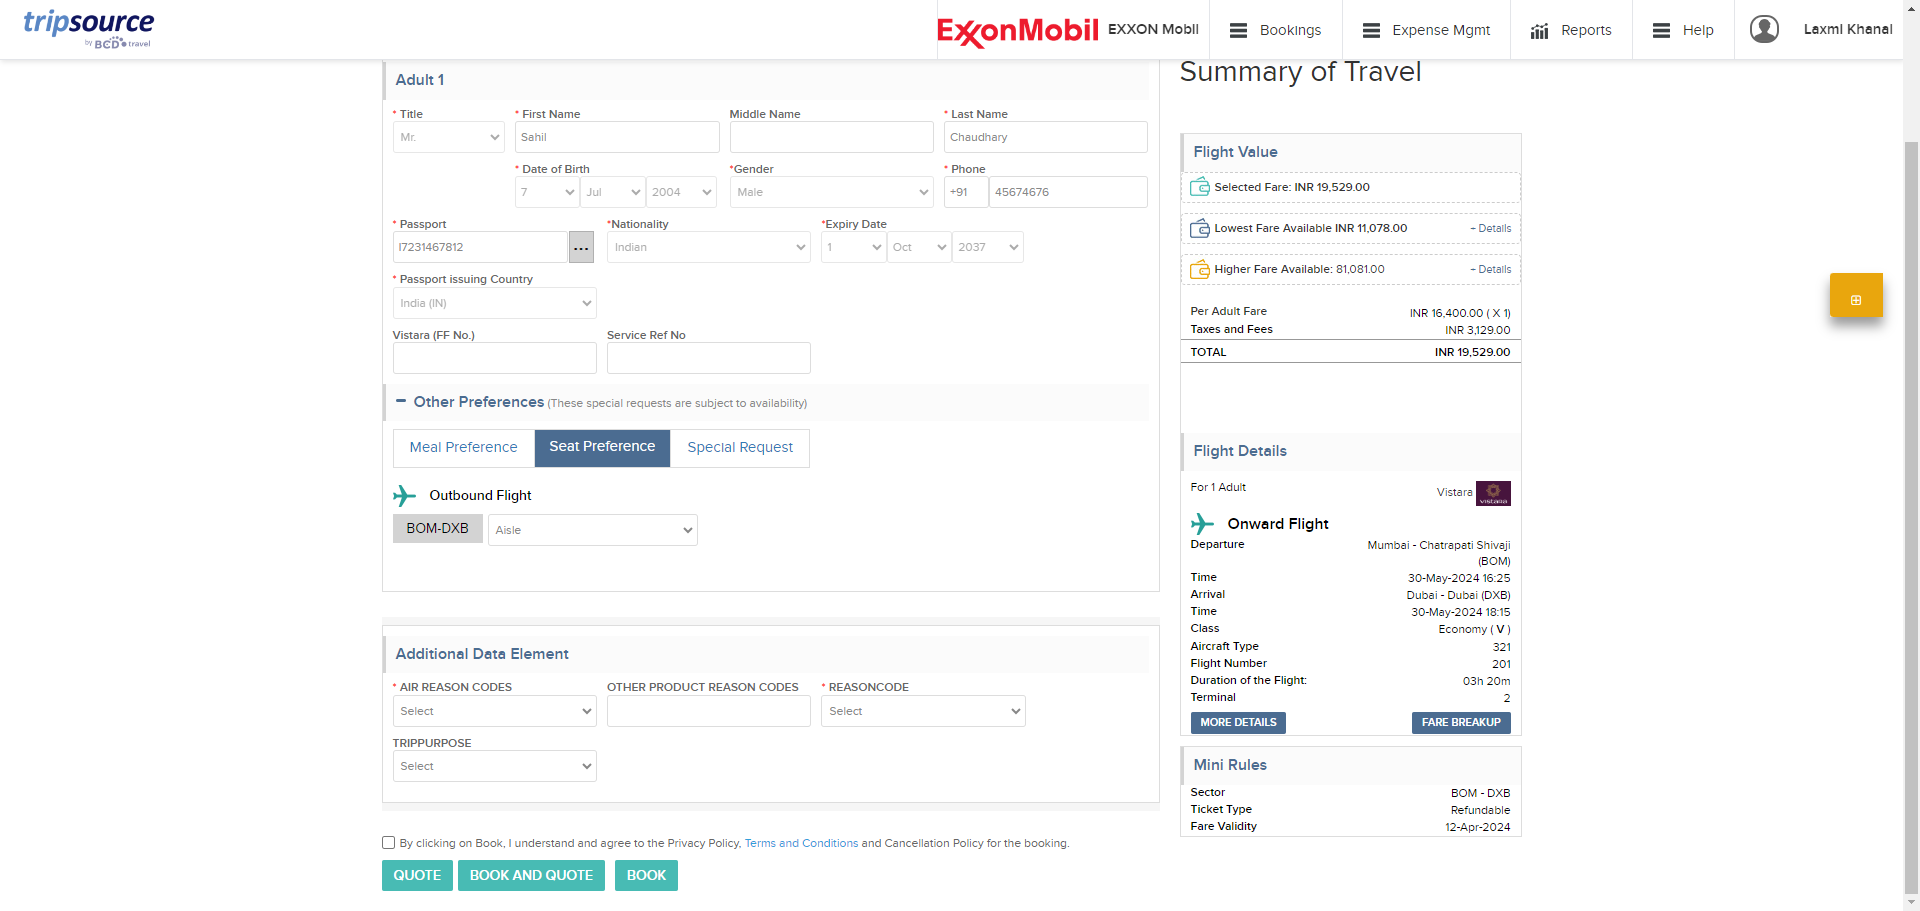 tripsource
by BCD travel
ExxonMobil
EXXON Mobil
Bookings
Expense Mgmt
Reports
Help
Laxmi Khanal
Adult 1
* Title
* First Name
Middle Name
* Last Name
Mr.
Sahil
Chaudhary
* Date of Birth
*Gender
* Phone
7
Jul
2004
Male
+91
45674676
* Passport
*Nationality
*Expiry Date
I7231467812
...
Indian
1
Oct
2037
* Passport issuing Country
India (IN)
Vistara (FF No.)
Service Ref No
− Other Preferences (These special requests are subject to availability)
Meal Preference
Seat Preference
Special Request
Outbound Flight
BOM-DXB
Aisle
Additional Data Element
* AIR REASON CODES
OTHER PRODUCT REASON CODES
* REASONCODE
Select
Select
TRIPPURPOSE
Select
By clicking on Book, I understand and agree to the Privacy Policy, Terms and Conditions and Cancellation Policy for the booking.
QUOTE
BOOK AND QUOTE
BOOK
Summary of Travel
Flight Value
Selected Fare: INR 19,529.00
Lowest Fare Available INR 11,078.00
+ Details
Higher Fare Available: 81,081.00
+ Details
Per Adult Fare
INR 16,400.00 ( X 1)
Taxes and Fees
INR 3,129.00
TOTAL
INR 19,529.00
Flight Details
For 1 Adult
Vistara
VISTARA
Onward Flight
Departure
Mumbai - Chatrapati Shivaji
(BOM)
Time
30-May-2024 16:25
Arrival
Dubai - Dubai (DXB)
Time
30-May-2024 18:15
Class
Economy ( V )
Aircraft Type
321
Flight Number
201
Duration of the Flight:
03h 20m
Terminal
2
MORE DETAILS
FARE BREAKUP
Mini Rules
Sector
BOM - DXB
Ticket Type
Refundable
Fare Validity
12-Apr-2024